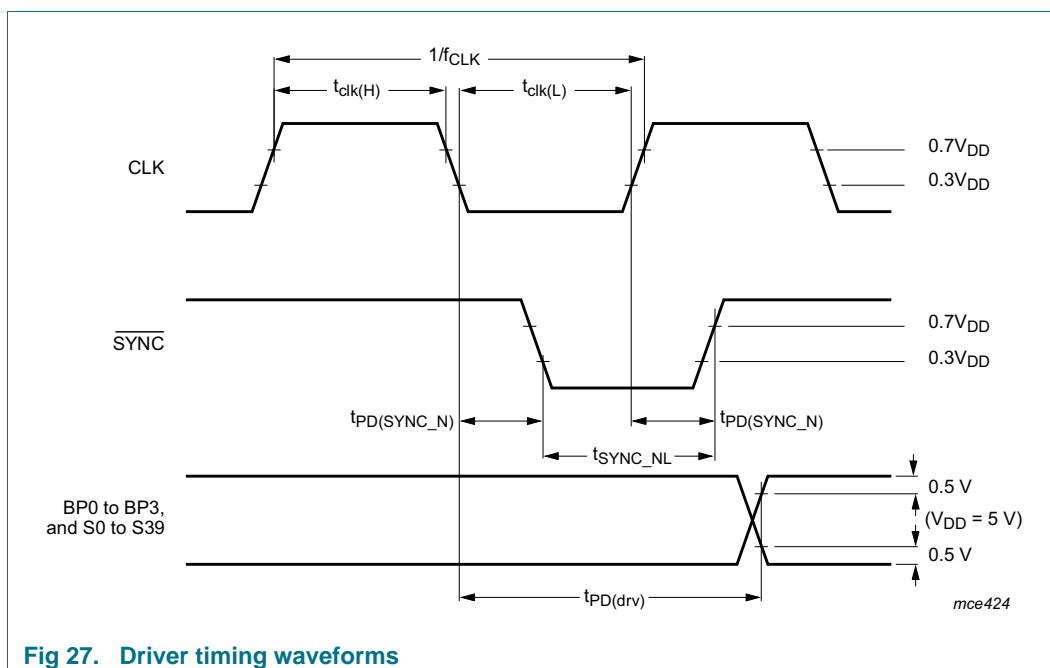 1/fCLK
tclk(H)
tclk(L)
CLK
0.7VDD
0.3VDD
SYNC
0.7VDD
0.3VDD
tPD(SYNC_N)
tPD(SYNC_N)
tSYNC_NL
BP0 to BP3,
and S0 to S39
0.5 V
(VDD = 5 V)
0.5 V
tPD(drv)
mce424
Fig 27. Driver timing waveforms